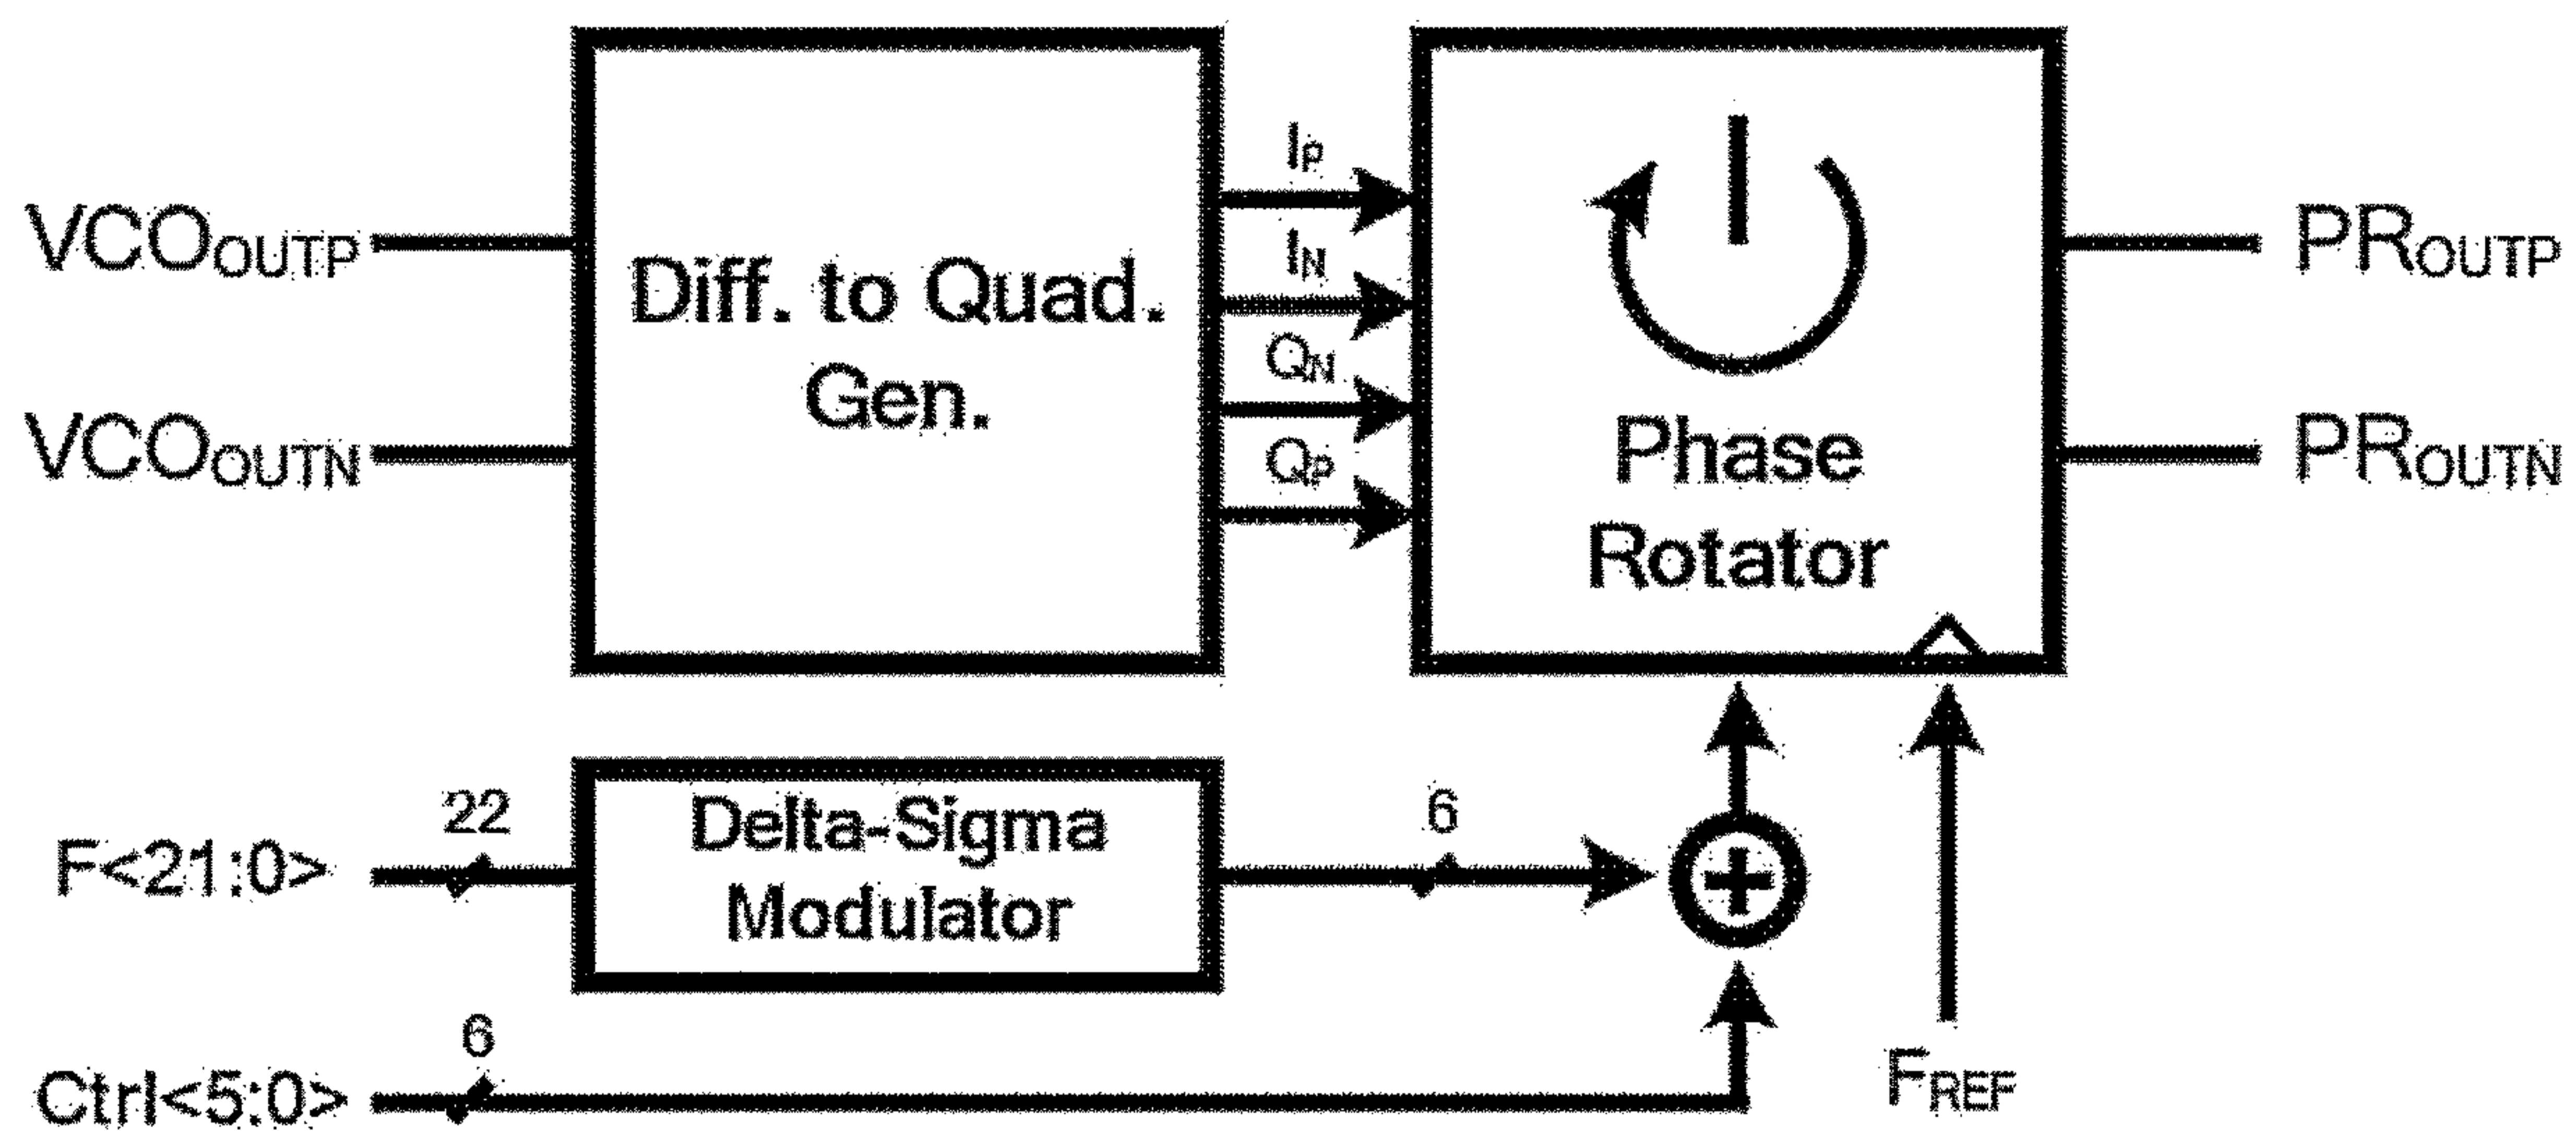 VCOOUTP
VCOOUTN
Diff. to Quad.
Gen.
IP
IN
QN
QP
Phase
Rotator
PROUTP
PROUTN
F<21:0>
22
Delta-Sigma
Modulator
6
Ctrl<5:0>
6
FREF